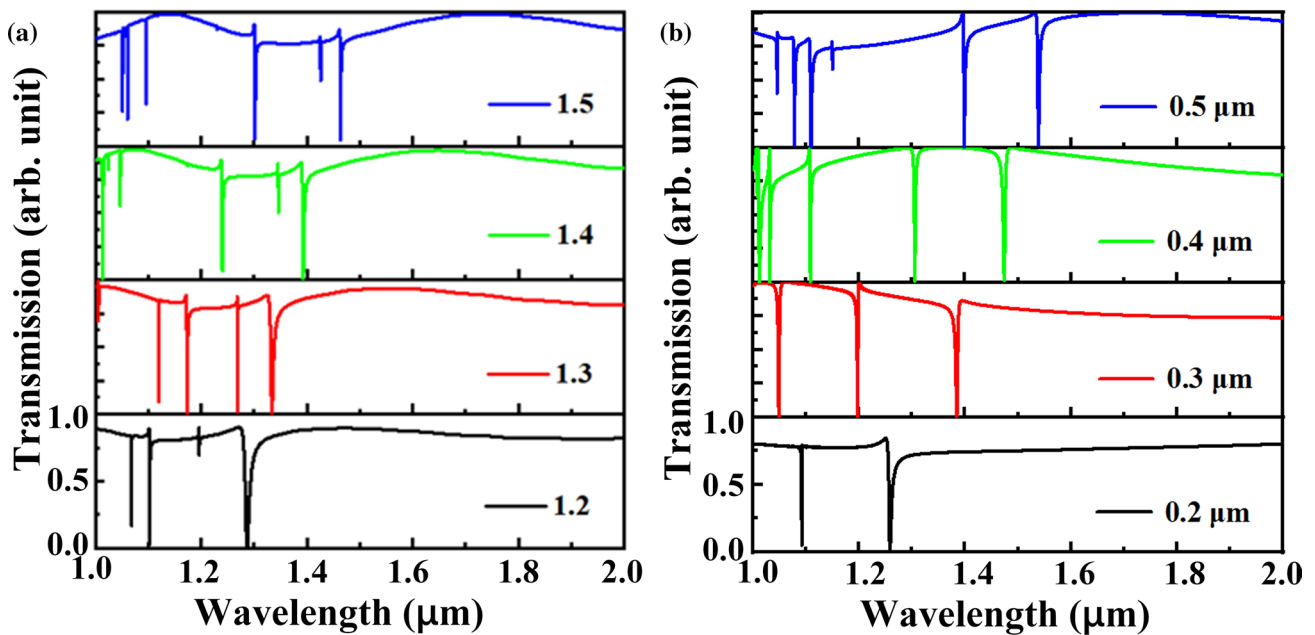 (a)
Transmission (arb. unit)
1.5
1.4
1.3
1.2
1.0
0.5
0.0
1.0 1.2 1.4 1.6 1.8 2.0
Wavelength (μm)
(b)
Transmission (arb. unit)
0.5 μm
0.4 μm
0.3 μm
0.2 μm
1.0
0.5
0.0
1.0 1.2 1.4 1.6 1.8 2.0
Wavelength (μm)